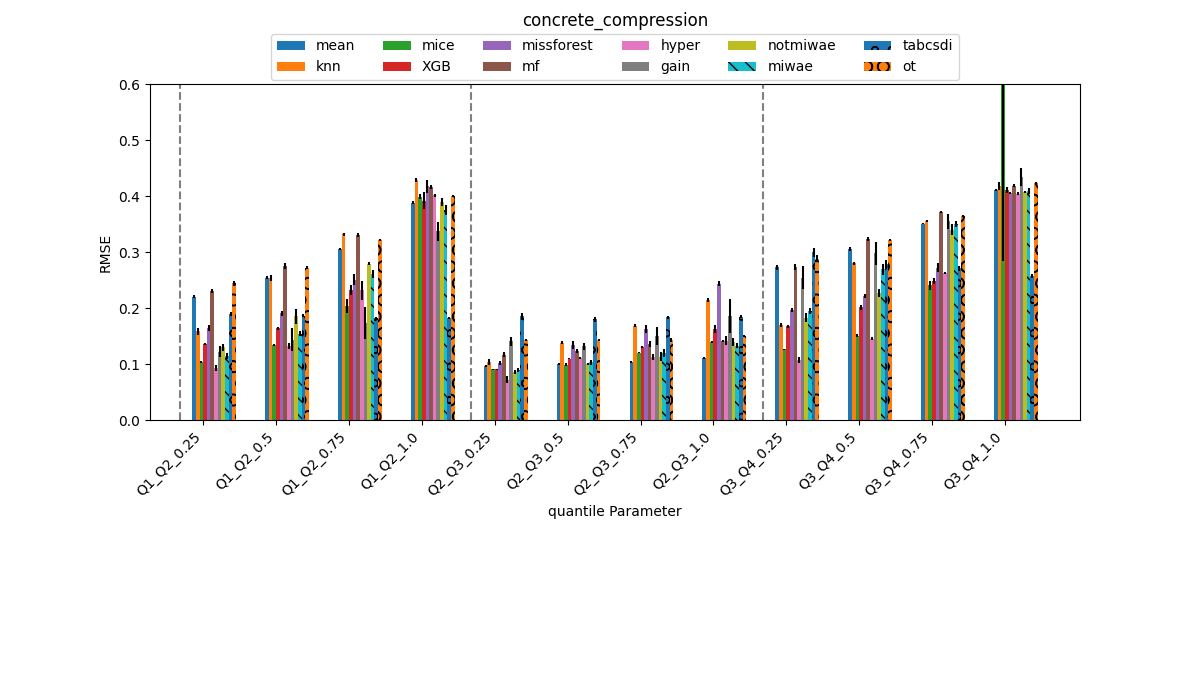 concrete_compression
mean mice missforest hyper notmiwae tabcsdi
knn XGB mf gain miwae ot
0.6
0.5
0.4
0.3
0.2
0.1
0.0
RMSE
Q1_Q2_0.25 Q1_Q2_0.5 Q1_Q2_0.75 Q1_Q2_1.0 Q2_Q3_0.25 Q2_Q3_0.5 Q2_Q3_0.75 Q2_Q3_1.0 Q3_Q4_0.25 Q3_Q4_0.5 Q3_Q4_0.75 Q3_Q4_1.0
quantile Parameter